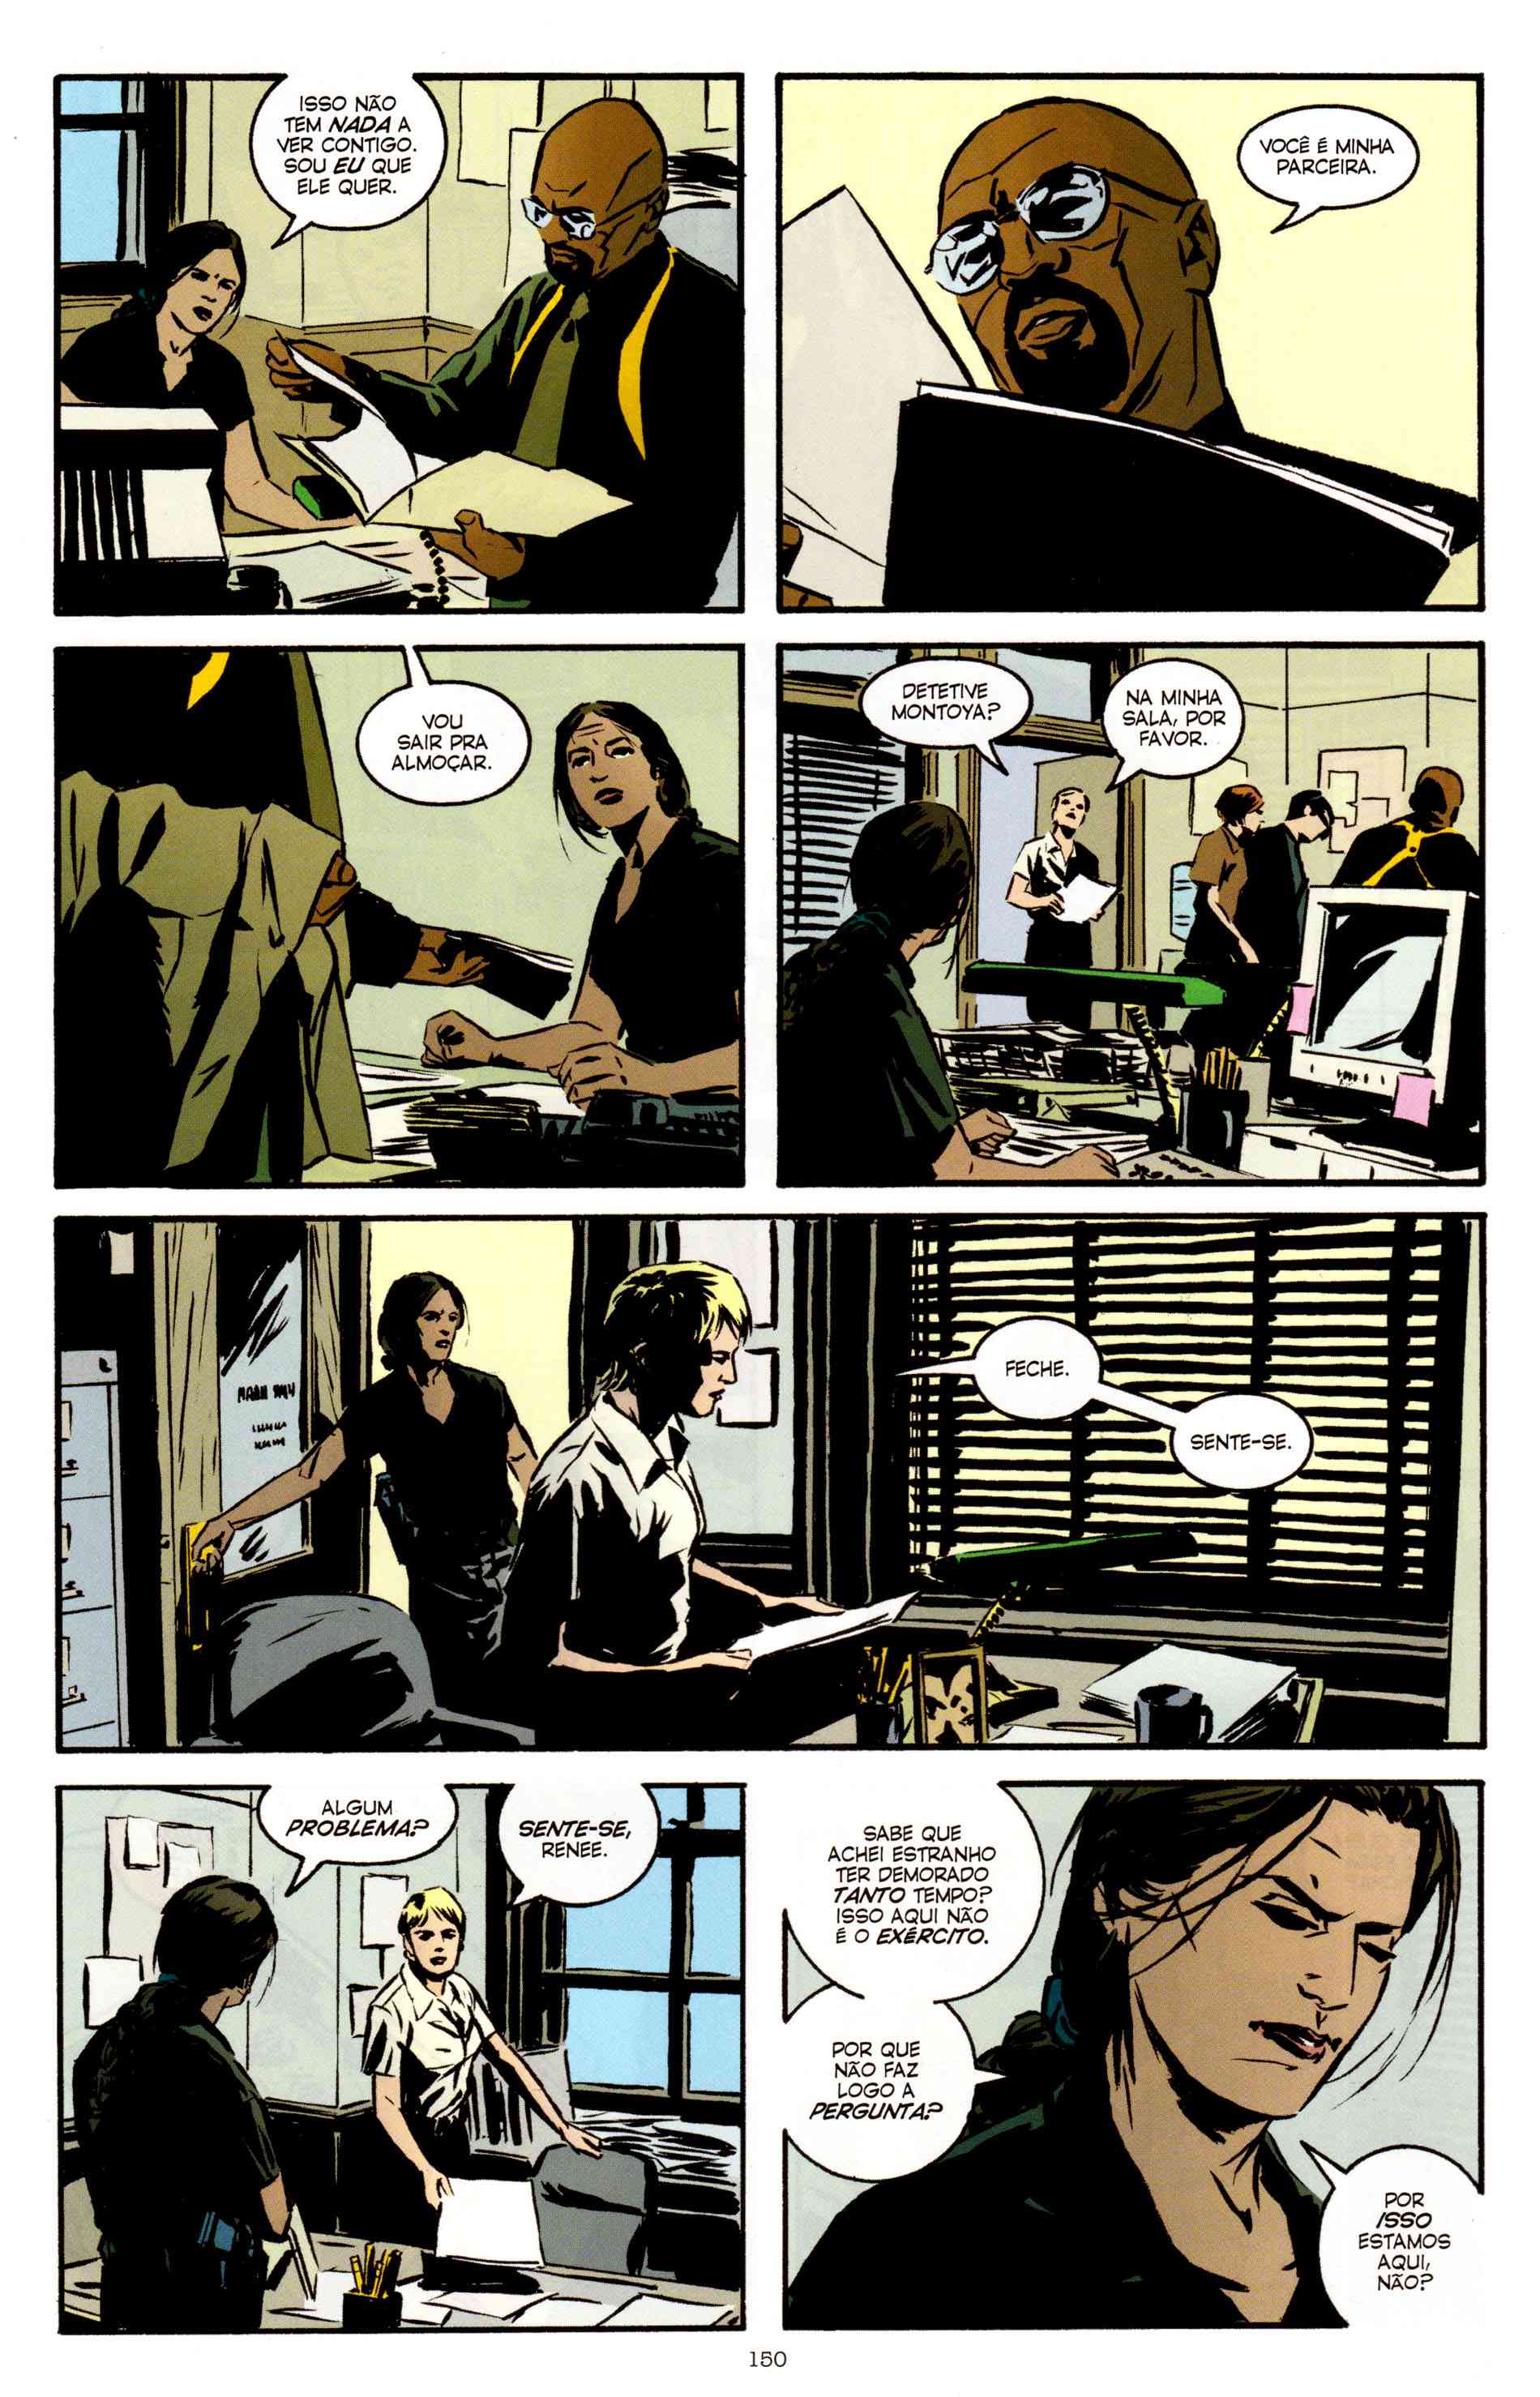 ISSO NÃO
TEM NADA A
VER CONTIGO.
SOU EU QUE
ELE QUER.
VOCÊ É MINHA
PARCEIRA.
VOU
SAIR PRA
ALMOÇAR.
DETETIVE
MONTOYA?
NA MINHA
SALA, POR
FAVOR.
FECHE.
SENTE-SE.
ALGUM
PROBLEMA?
SENTE-SE,
RENEE.
SABE QUE
ACHEI ESTRANHO
TER DEMORADO
TANTO TEMPO?
ISSO AQUI NÃO
É O EXÉRCITO.
POR QUE
NÃO FAZ
LOGO A
PERGUNTA?
POR
ISSO
ESTAMOS
AQUI,
NÃO?
150